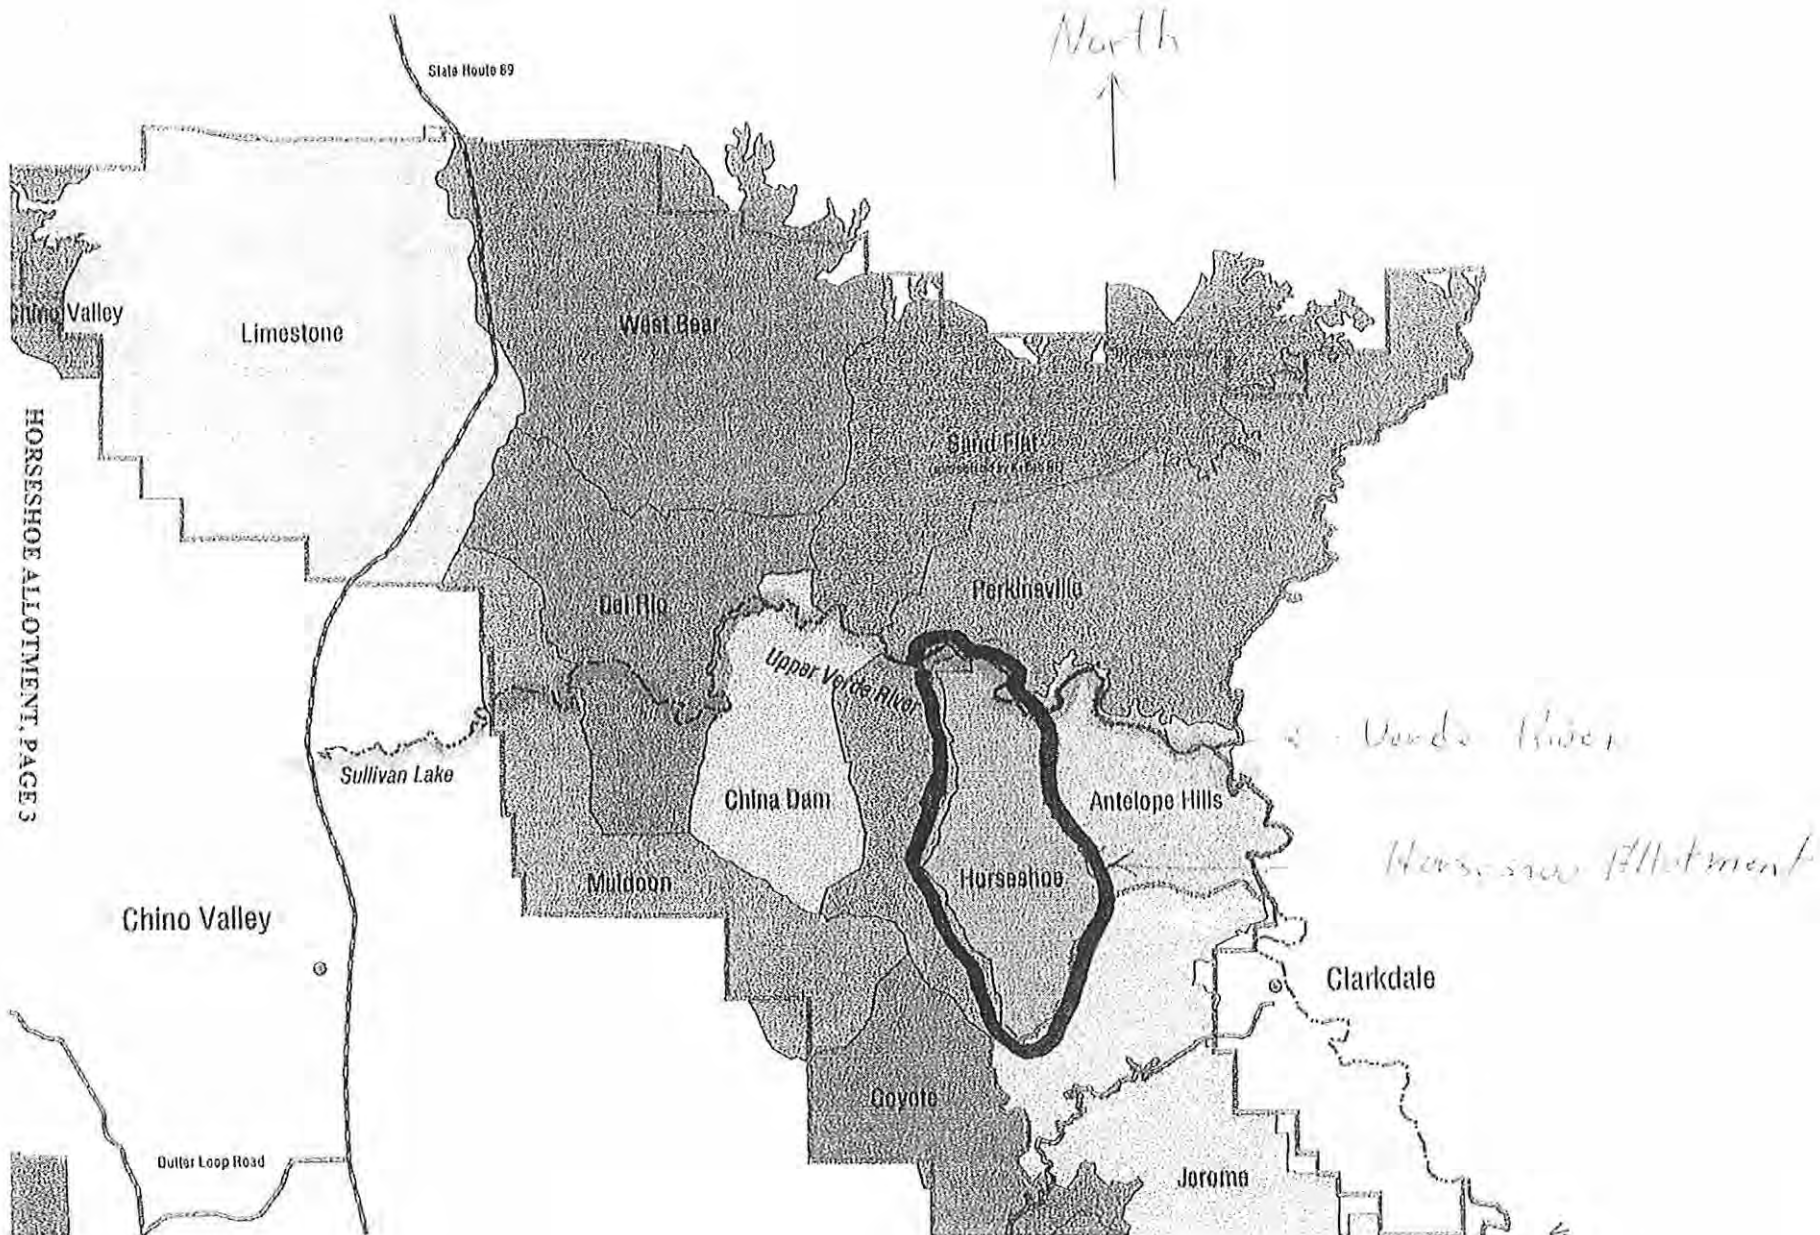 North
State Route 89
Chino Valley
Limestone
West Bear
Sand Flat
HORSESHOE ALLOTMENT, PAGE 3
Del Rio
Perkinsville
Upper Verde River
Verde River
Sullivan Lake
China Dam
Antelope Hills
Muldoon
Horseshoe
Allotment
Chino Valley
Clarkdale
Coyote
Outer Loop Road
Jerome